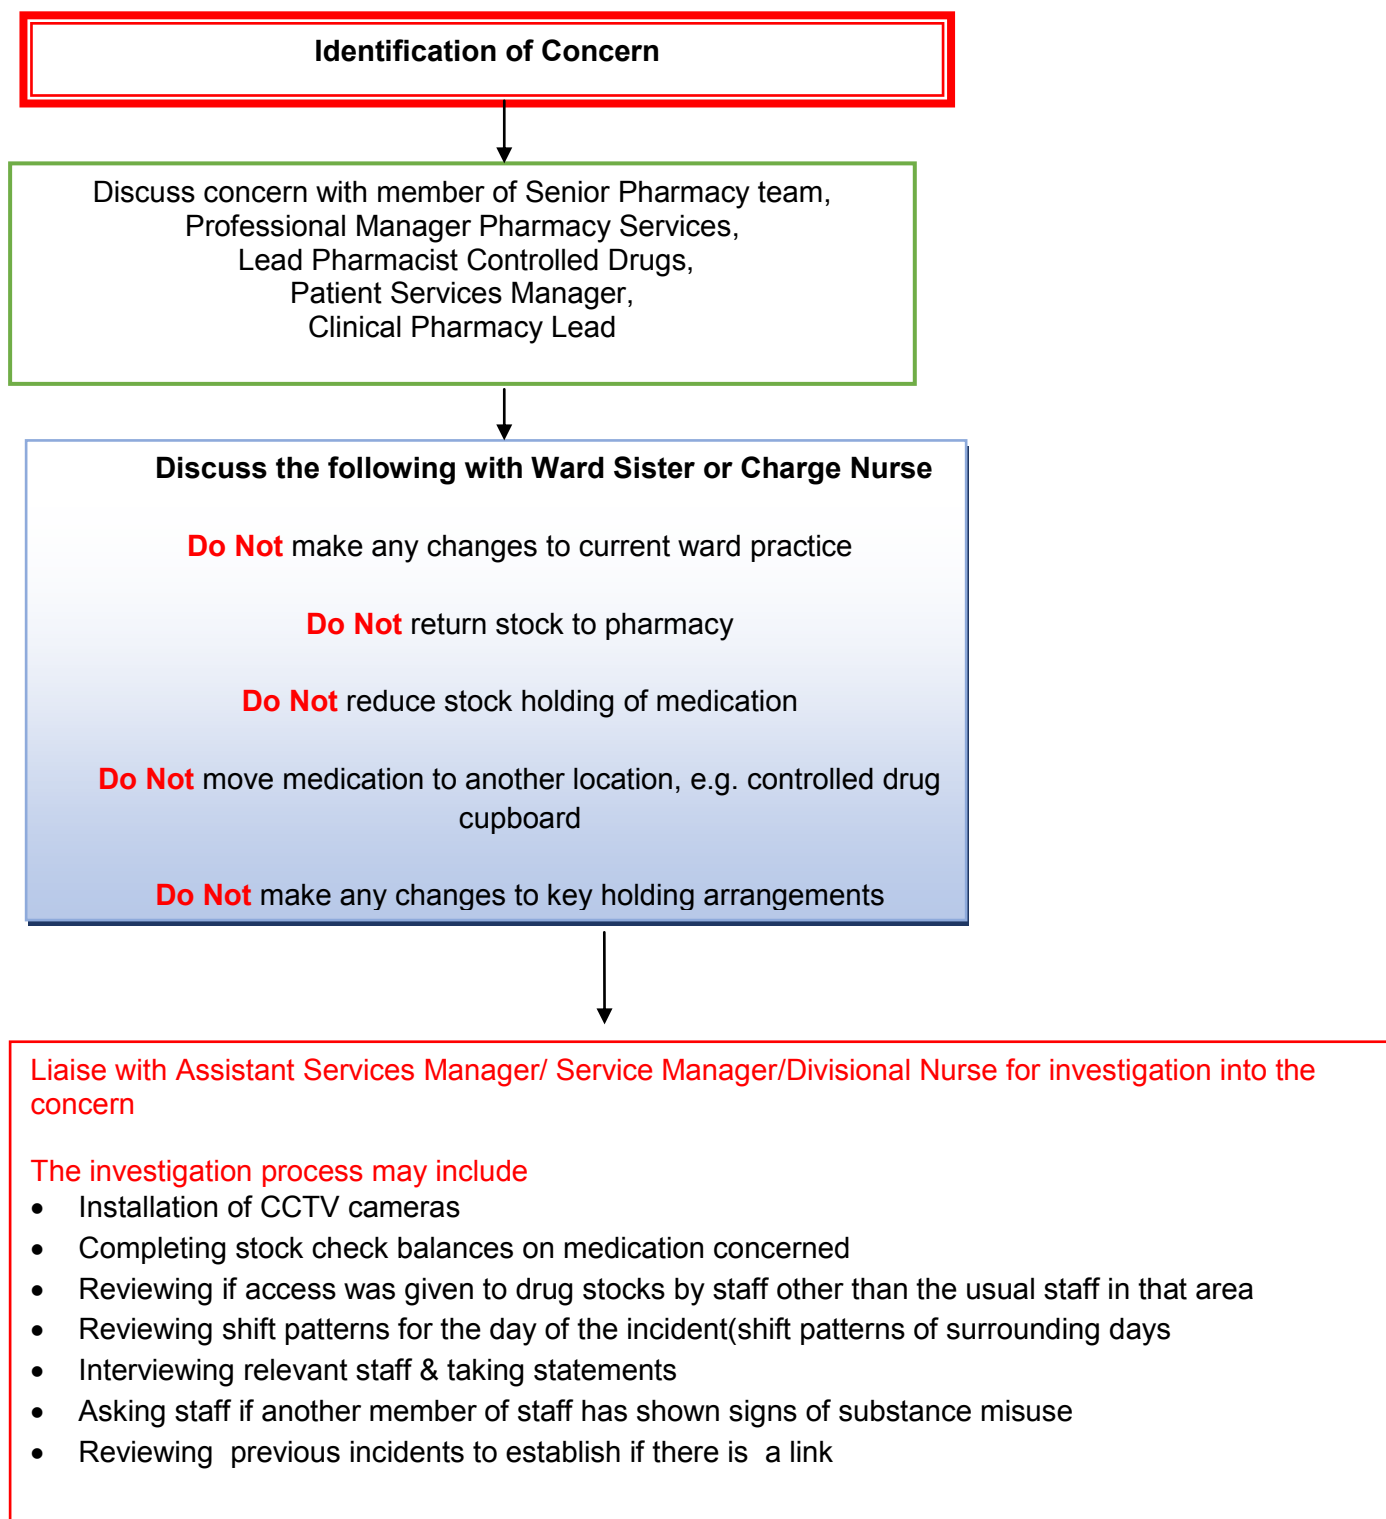 Identification of Concern
Discuss concern with member of Senior Pharmacy team,
Professional Manager Pharmacy Services,
Lead Pharmacist Controlled Drugs,
Patient Services Manager,
Clinical Pharmacy Lead
Discuss the following with Ward Sister or Charge Nurse
Do Not make any changes to current ward practice
Do Not return stock to pharmacy
Do Not reduce stock holding of medication
Do Not move medication to another location, e.g. controlled drug
cupboard
Do Not make any changes to key holding arrangements
Liaise with Assistant Services Manager/ Service Manager/Divisional Nurse for investigation into the
concern
The investigation process may include
• Installation of CCTV cameras
• Completing stock check balances on medication concerned
• Reviewing if access was given to drug stocks by staff other than the usual staff in that area
• Reviewing shift patterns for the day of the incident(shift patterns of surrounding days
• Interviewing relevant staff & taking statements
• Asking staff if another member of staff has shown signs of substance misuse
• Reviewing  previous incidents to establish if there is  a link